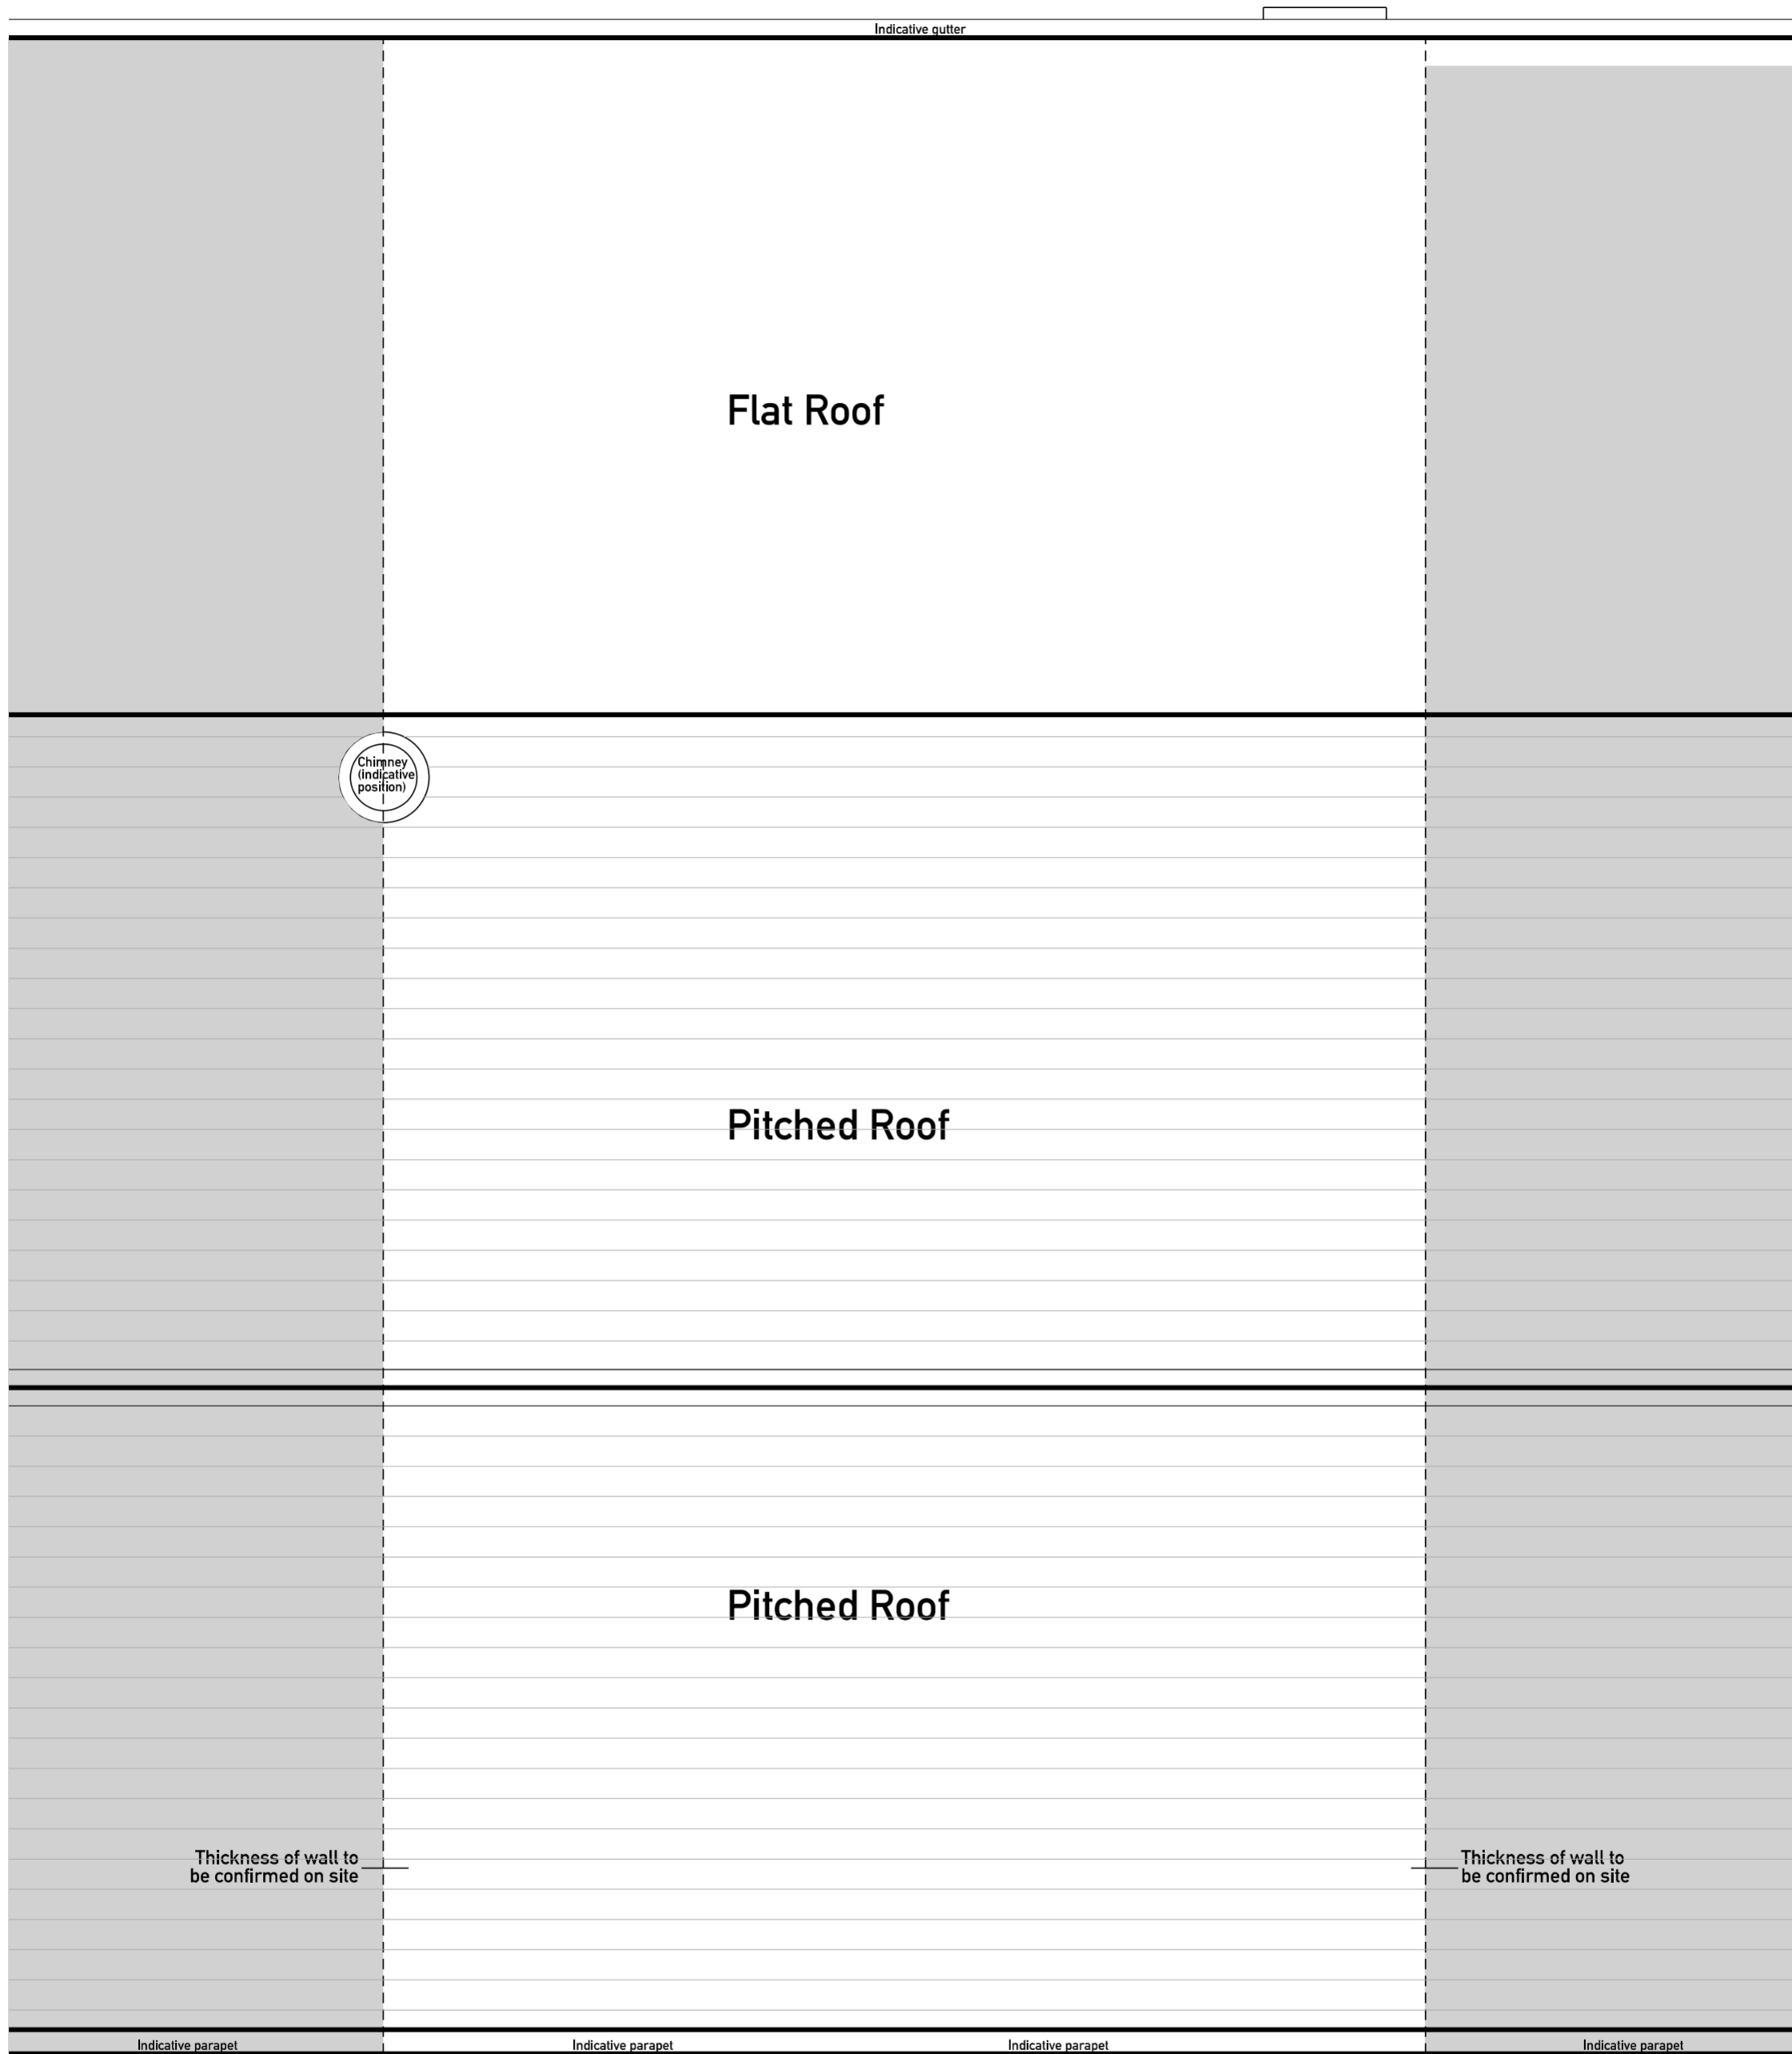 Indicative gutter
Flat Roof
Chimney
(indicative
position)
Pitched Roof
Pitched Roof
Thickness of wall to
be confirmed on site
Thickness of wall to
be confirmed on site
Indicative parapet
Indicative parapet
Indicative parapet
Indicative parapet